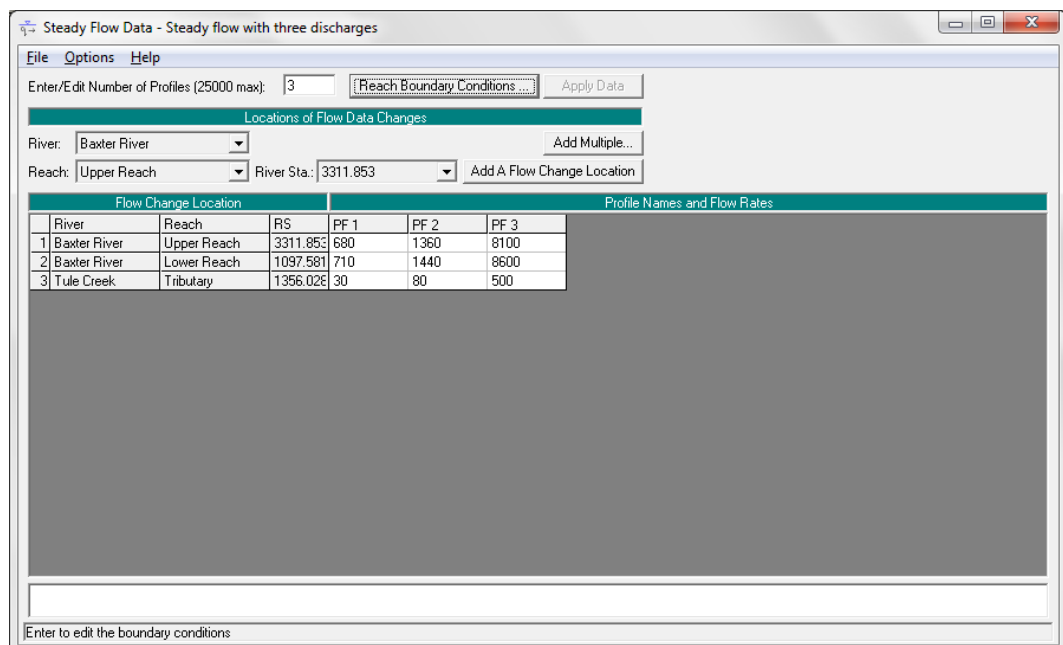 Steady Flow Data - Steady flow with three discharges
File Options Help
Enter/Edit Number of Profiles (25000 max): 3 Reach Boundary Conditions ... Apply Data
Locations of Flow Data Changes
River: Baxter River Add Multiple...
Reach: Upper Reach River Sta.: 3311.853 Add A Flow Change Location
Flow Change Location Profile Names and Flow Rates
River Reach RS PF 1 PF 2 PF 3
1 Baxter River Upper Reach 3311.853 680 1360 8100
2 Baxter River Lower Reach 1097.581 710 1440 8600
3 Tule Creek Tributary 1356.028 30 80 500
Enter to edit the boundary conditions